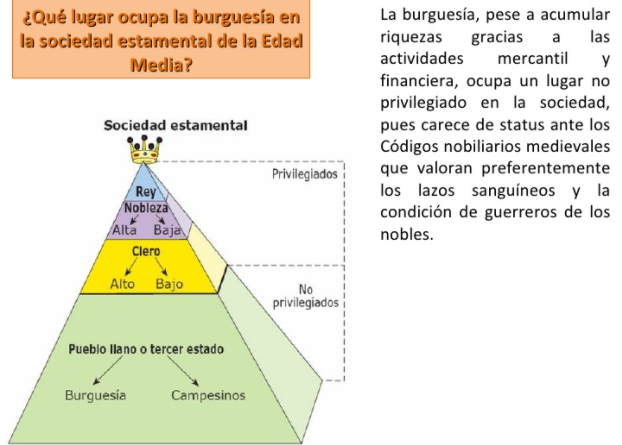 ¿Qué lugar ocupa la burguesía en
la sociedad estamental de la Edad
Media?
La burguesía, pese a acumular
riquezas gracias a las
actividades mercantil y
financiera, ocupa un lugar no
privilegiado en la sociedad,
pues carece de status ante los
Códigos nobiliarios medievales
que valoran preferentemente
los lazos sanguíneos y la
condición de guerreros de los
nobles.
Sociedad estamental
Privilegiados
Rey
Nobleza
Alta Baja
Clero
Alto Bajo
No
privilegiados
Pueblo llano o tercer estado
Burguesía Campesinos